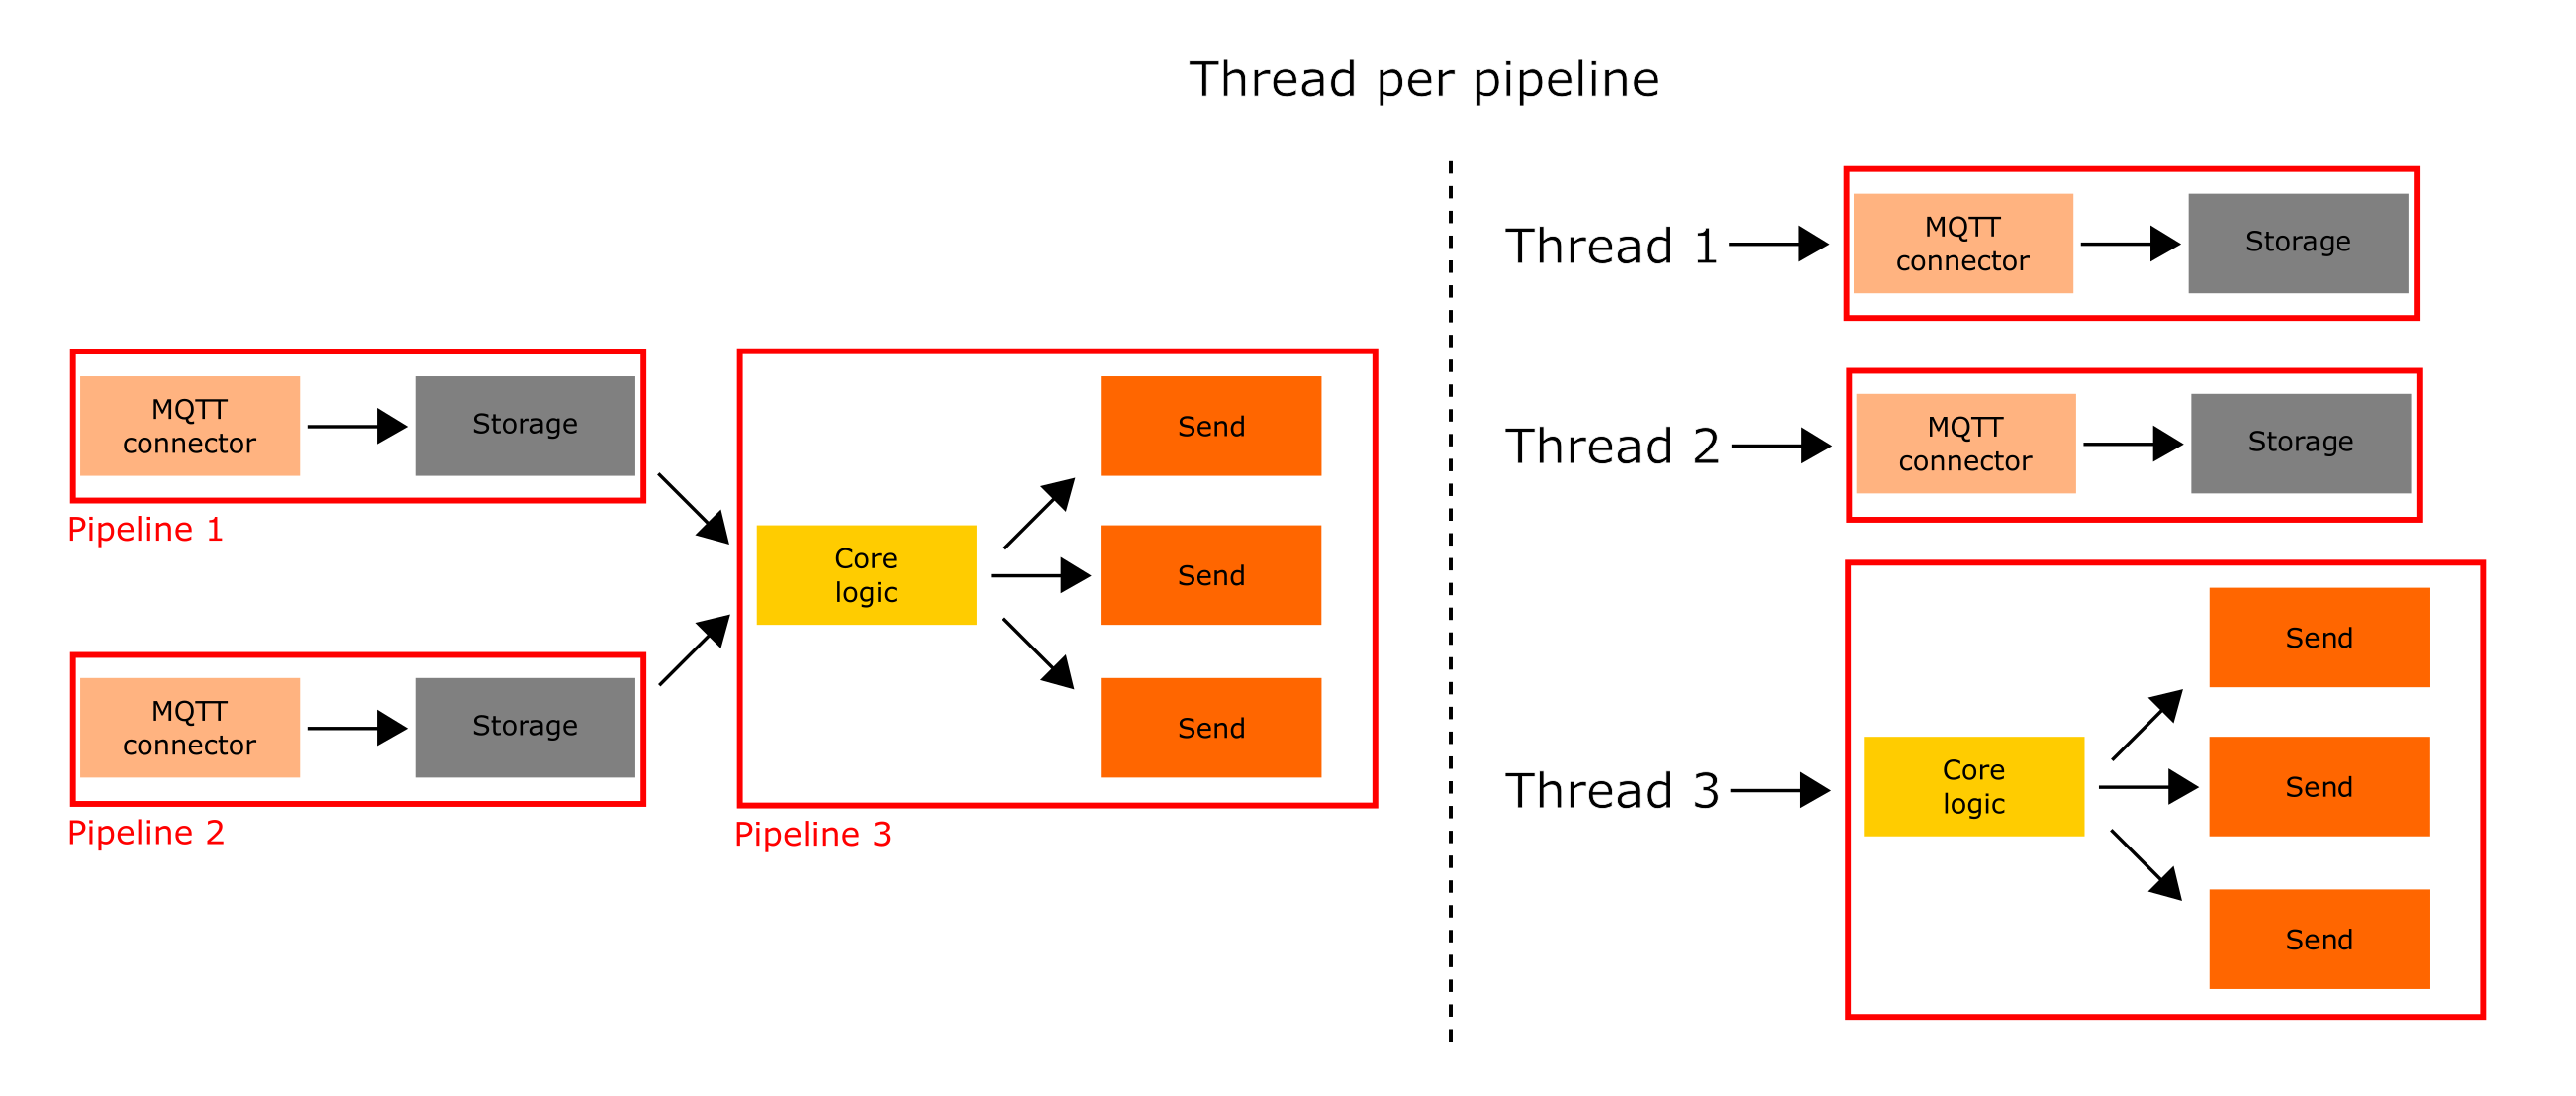 Thread per pipeline
MQTT
connector
Storage
Pipeline 1
MQTT
connector
Storage
Pipeline 2
Core
logic
Send
Send
Send
Pipeline 3
Thread 1
MQTT
connector
Storage
Thread 2
MQTT
connector
Storage
Thread 3
Core
logic
Send
Send
Send